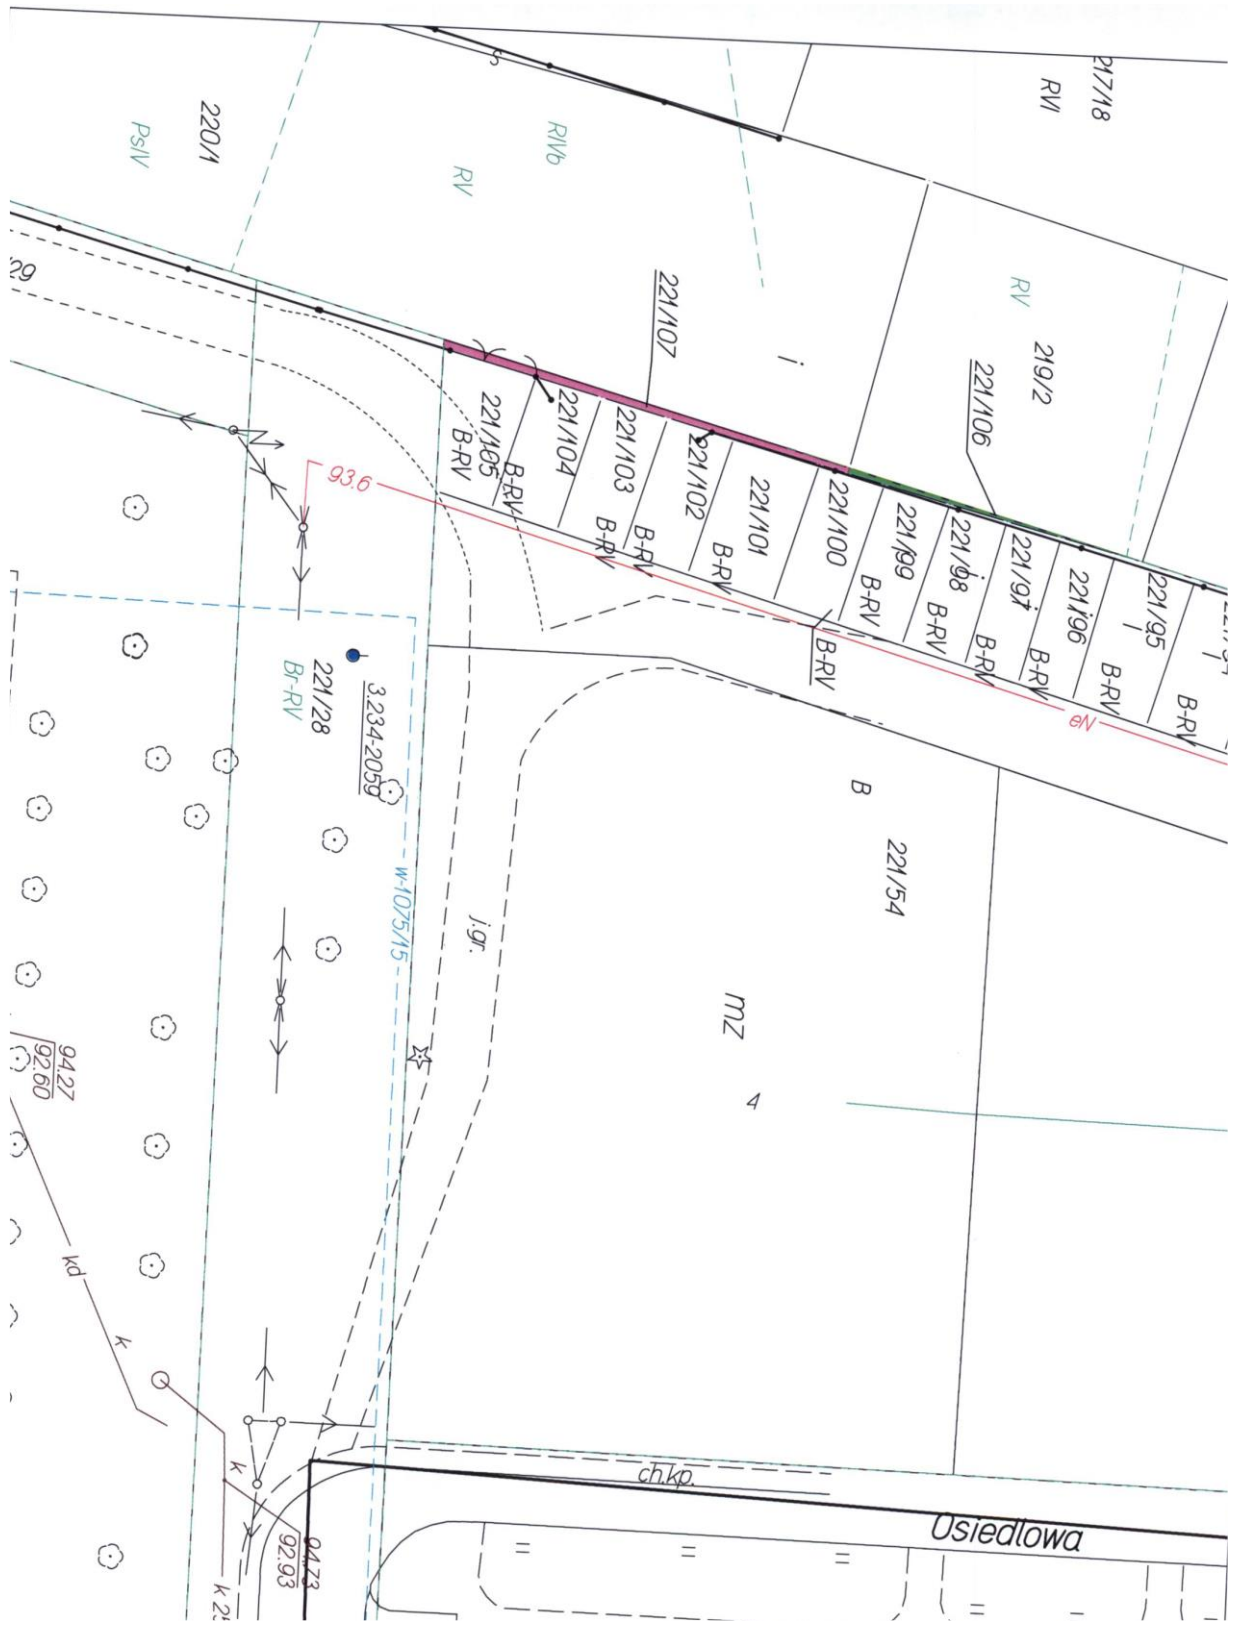 217/18
RVI
S
220/1
PsIV
RIVb
RV
RV
219/2
221/107
i
221/106
29
221/105
B-RV
221/104
B-RV
221/103
B-RV
221/102
B-RV
221/101
B-RV
221/100
B-RV
221/99
B-RV
221/98
B-RV
221/97
B-RV
221/96
B-RV
221/95
B-RV
B-RV
93.6
eN
221/28
Br-RV
3.234-2059
w-1075/15
j.gr.
B
221/54
mz
4
94.27
92.60
kd
k
k
94.73
92.93
ch.kp.
Osiedlowa